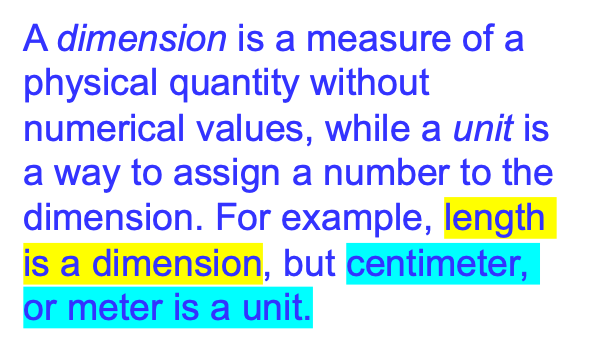 A dimension is a measure of a
physical quantity without
numerical values, while a unit is
a way to assign a number to the
dimension. For example, length
is a dimension, but centimeter,
or meter is a unit.